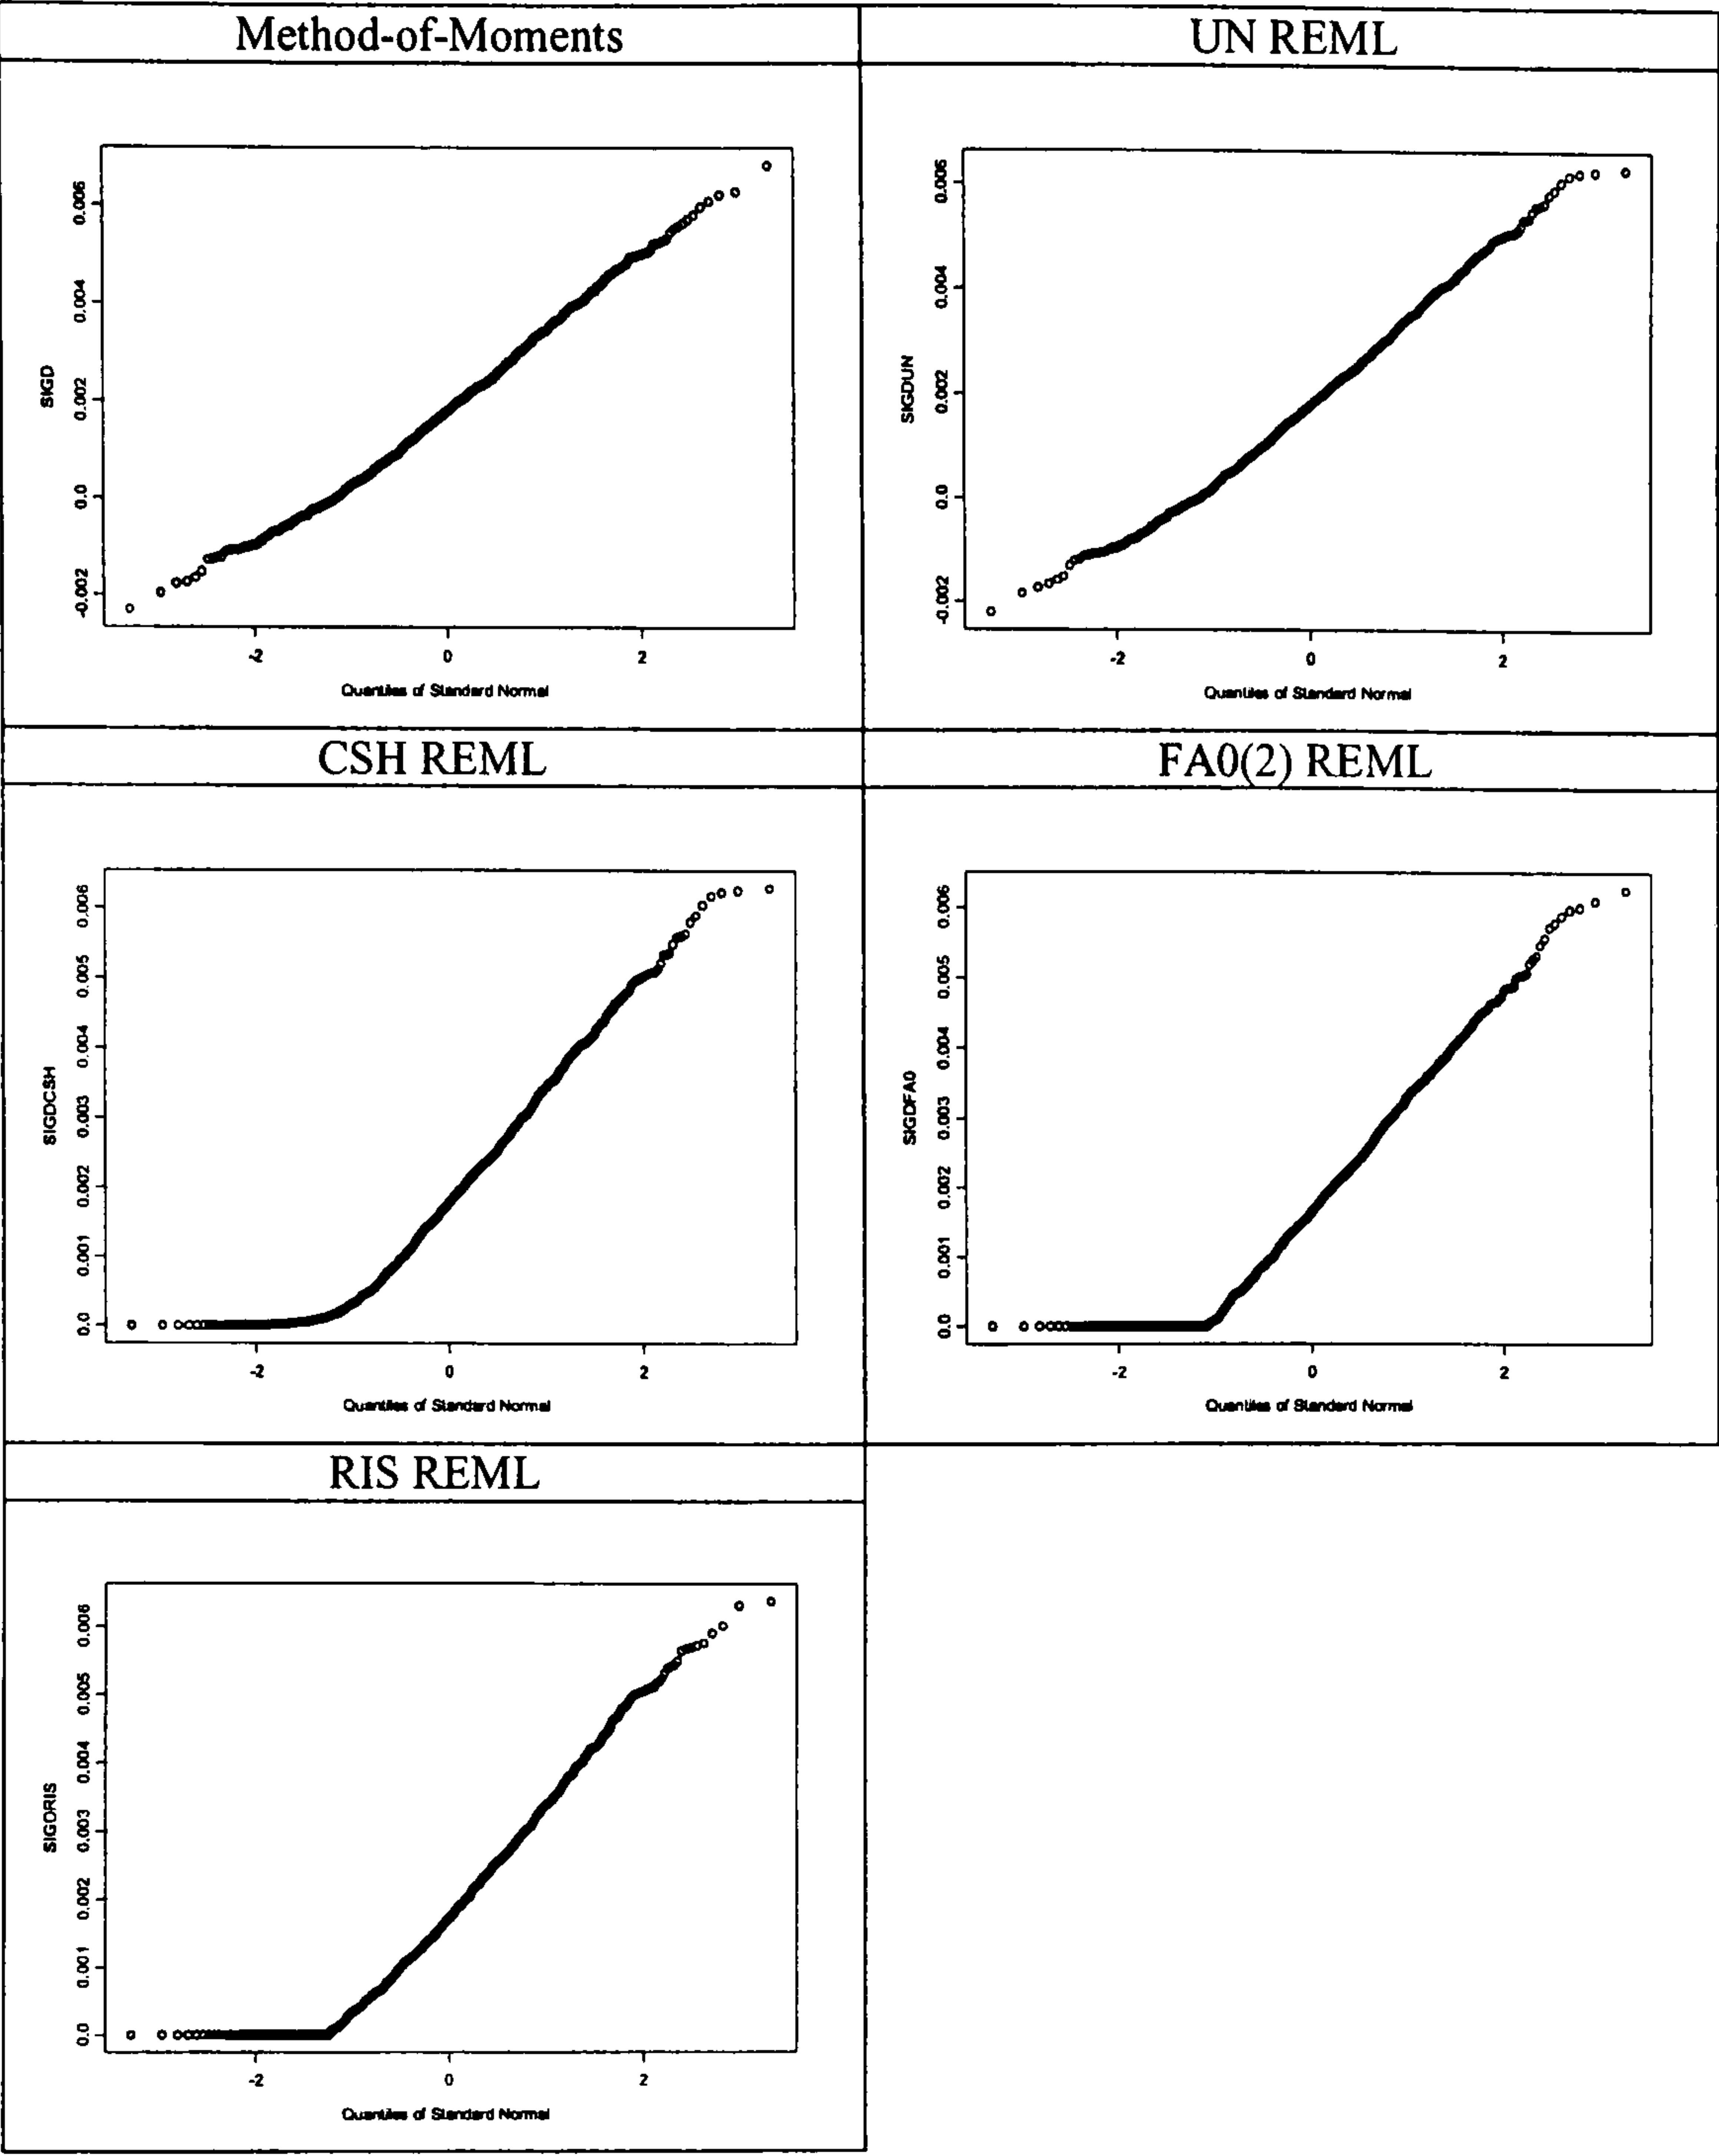 Method-of-Moments
UN REML
SIGD
0.006
0.004
0.002
0.0
-0.002
-2 0 2
Quantiles of Standard Normal
SIGDUN
0.006
0.004
0.002
0.0
-0.002
-2 0 2
Quantiles of Standard Normal
CSH REML
FA0(2) REML
SIGDCSH
0.006
0.005
0.004
0.003
0.002
0.001
0.0
-2 0 2
Quantiles of Standard Normal
SIGDFA0
0.006
0.005
0.004
0.003
0.002
0.001
0.0
-2 0 2
Quantiles of Standard Normal
RIS REML
SIGDRIS
0.006
0.005
0.004
0.003
0.002
0.001
0.0
-2 0 2
Quantiles of Standard Normal